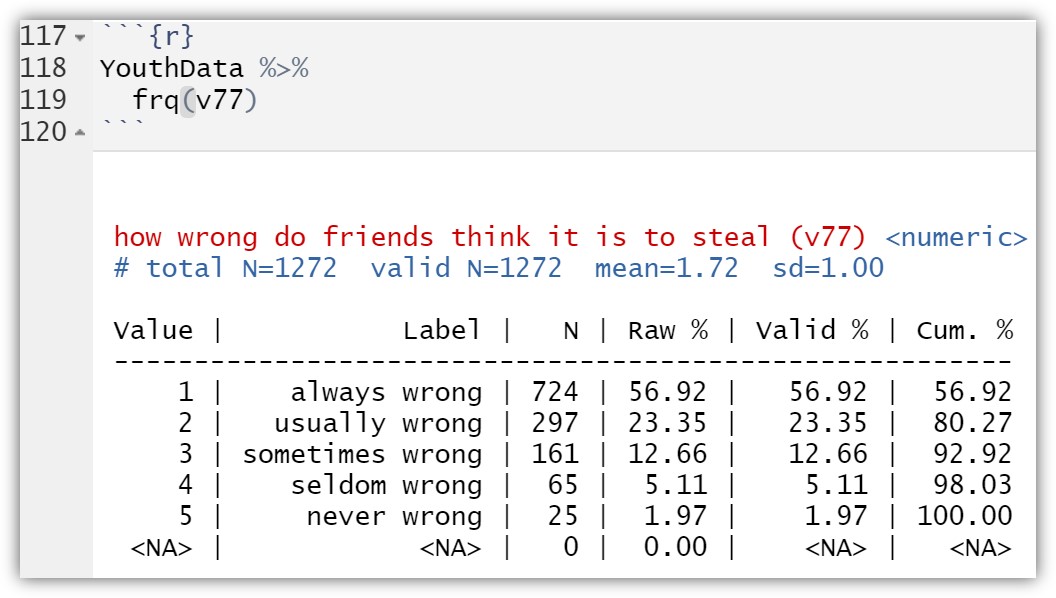 117 ```{r}
118 YouthData %>%
119   frq(v77)
120 ```
how wrong do friends think it is to steal (v77) <numeric>
# total N=1272  valid N=1272  mean=1.72  sd=1.00
Value |           Label |   N | Raw % | Valid % | Cum. %
--------------------------------------------------------
    1 |    always wrong | 724 | 56.92 |   56.92 |  56.92
    2 |   usually wrong | 297 | 23.35 |   23.35 |  80.27
    3 | sometimes wrong | 161 | 12.66 |   12.66 |  92.92
    4 |    seldom wrong |  65 |  5.11 |    5.11 |  98.03
    5 |     never wrong |  25 |  1.97 |    1.97 | 100.00
 <NA> |            <NA> |   0 |  0.00 |    <NA> |   <NA>